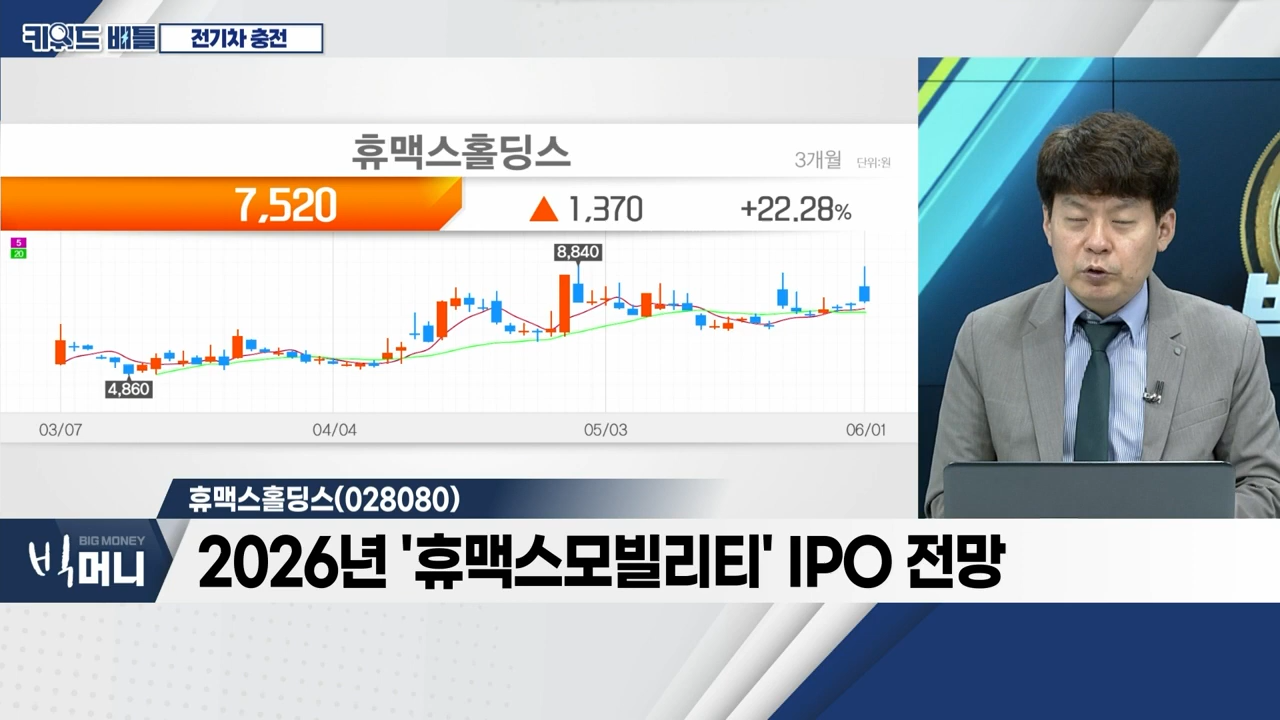 키워드 배틀
전기차 충전
휴맥스홀딩스
3개월 단위:원
7,520 ▲ 1,370 +22.28%
5
20
8,840
4,860
03/07 04/04 05/03 06/01
휴맥스홀딩스(028080)
BIG MONEY
빅머니
2026년 '휴맥스모빌리티' IPO 전망